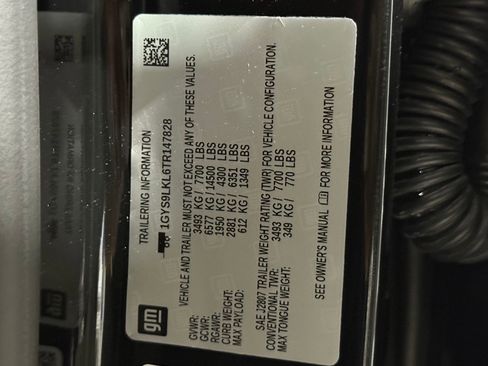 TRAILERING INFORMATION
1GYS9LKL6TR147828
VEHICLE AND TRAILER MUST NOT EXCEED ANY OF THESE VALUES.
GVWR: 3493 KG / 7700 LBS
GCWR: 6577 KG / 14500 LBS
RGAWR: 1950 KG / 4300 LBS
CURB WEIGHT: 2881 KG / 6351 LBS
MAX PAYLOAD: 612 KG / 1349 LBS
SAE J2807 TRAILER WEIGHT RATING (TWR) FOR VEHICLE CONFIGURATION.
CONVENTIONAL TWR: 3493 KG / 7700 LBS
MAX TONGUE WEIGHT: 349 KG / 770 LBS
SEE OWNER'S MANUAL FOR MORE INFORMATION
gm